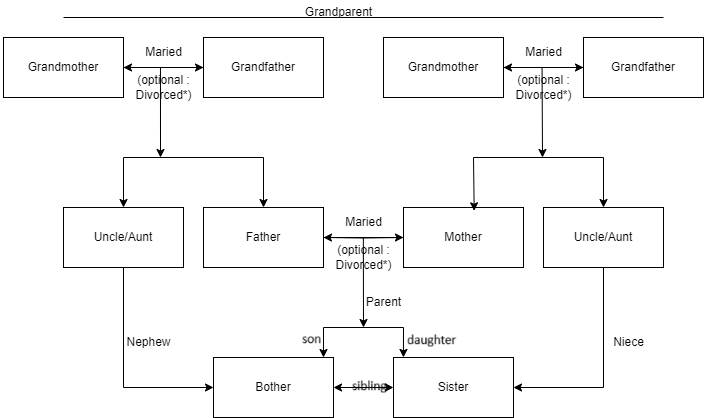 Grandparent
Grandmother
Maried
(optional :
Divorced*)
Grandfather
Grandmother
Maried
(optional :
Divorced*)
Grandfather
Uncle/Aunt
Father
Maried
(optional :
Divorced*)
Mother
Uncle/Aunt
Parent
son
daughter
Nephew
Niece
Bother
sibling
Sister